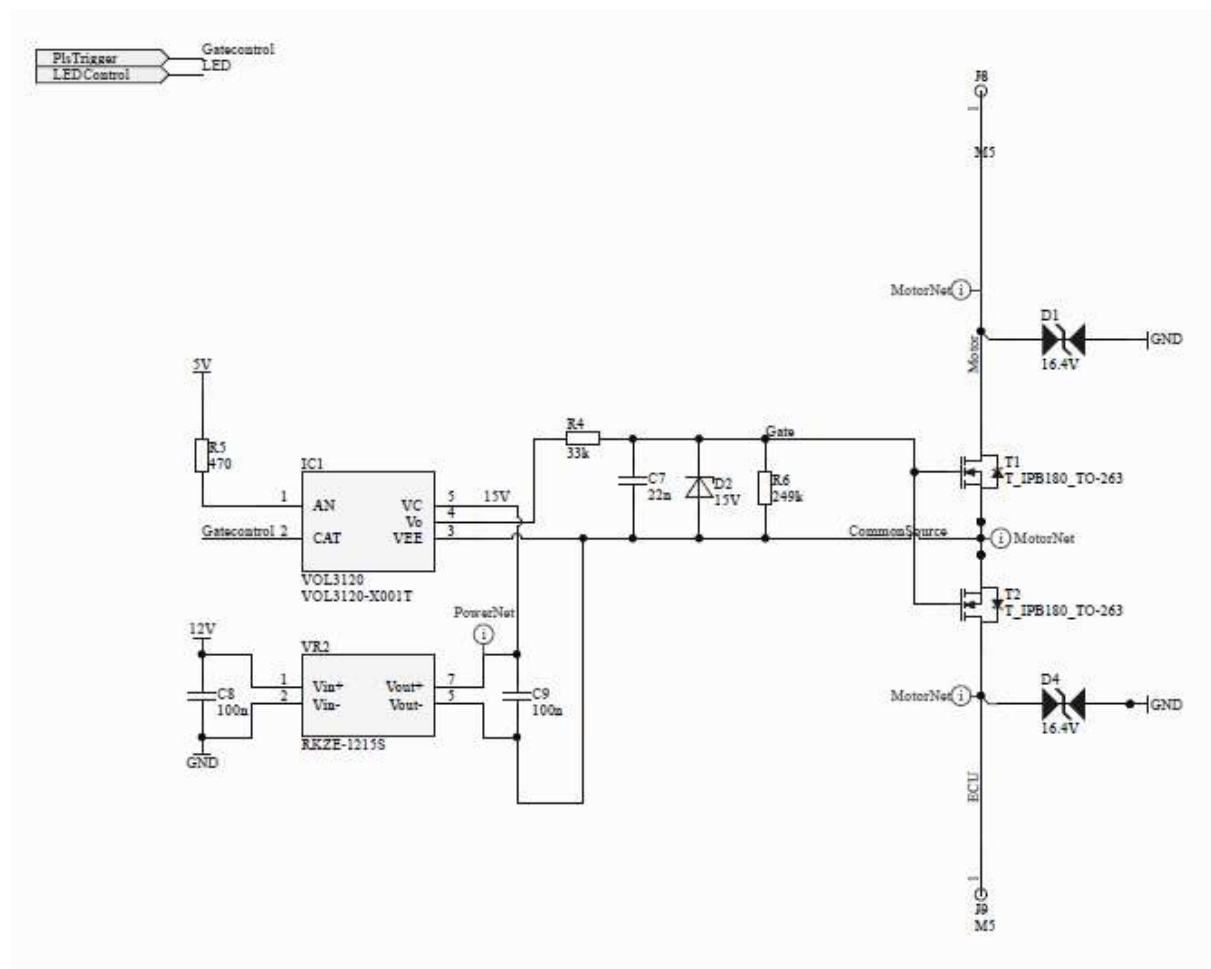 PlsTrigger
Gatecontrol
LEDControl
LED
J8
1
M5
MotorNet i
D1
GND
16.4V
Motor
5V
R5
470
IC1
1 AN
VC 5 15V
Vo 4
Gatecontrol 2 CAT
VEE 3
VOL3120
VOL3120-X001T
R4
33k
Gate
C7
22n
D2
15V
R6
249k
T1
T_IPB180_TO-263
CommonSource
i MotorNet
T2
T_IPB180_TO-263
PowerNet
i
12V
VR2
C8
100n
1 Vin+
2 Vin-
Vout+ 7
Vout- 5
C9
100n
RKZE-1215S
GND
MotorNet i
D4
GND
16.4V
ECU
1
J9
M5